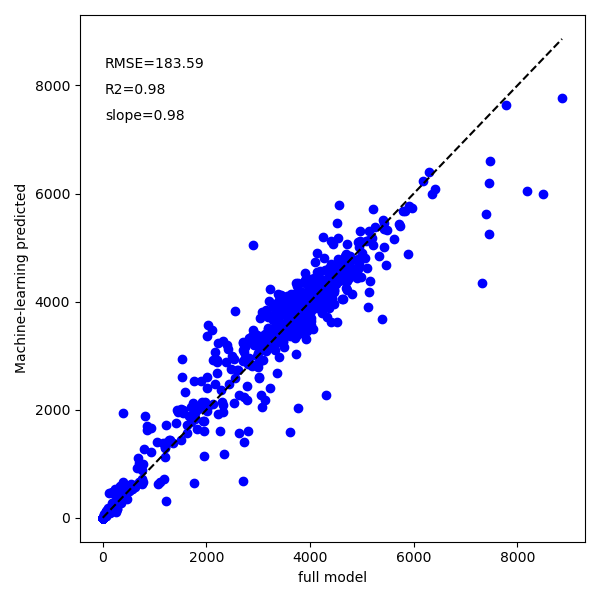 RMSE=183.59
R2=0.98
slope=0.98
Machine-learning predicted
8000
6000
4000
2000
0
0 2000 4000 6000 8000
full model